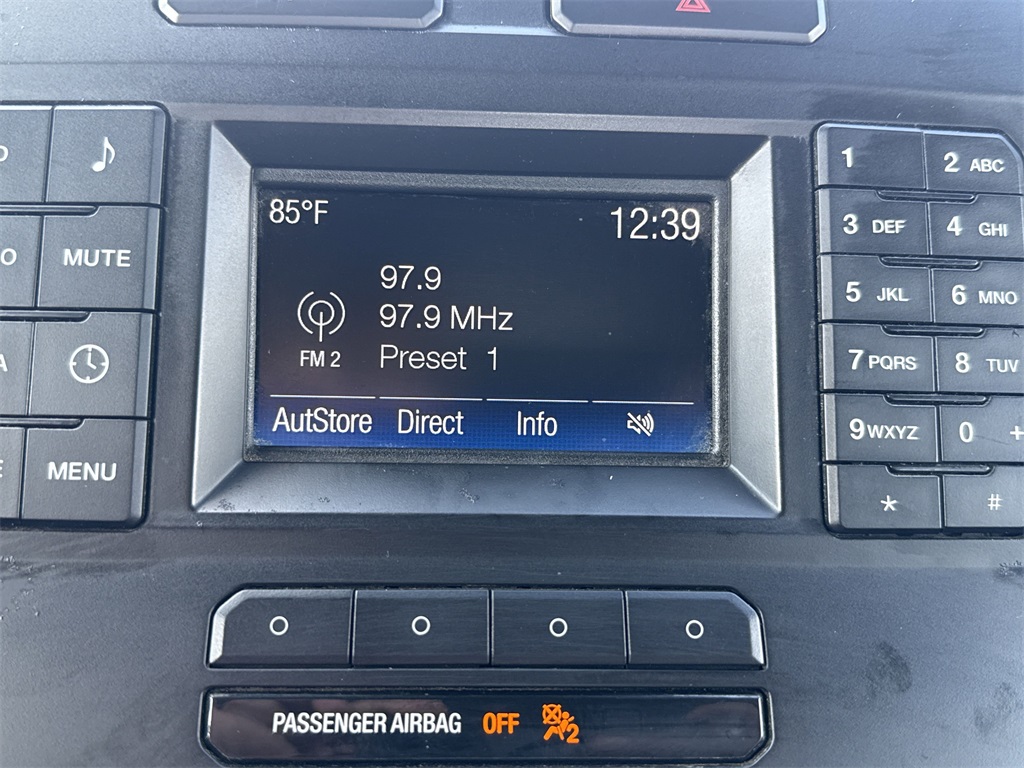 85°F
12:39
97.9
97.9 MHz
FM 2
Preset 1
AutStore Direct Info
MUTE
MENU
1
2 ABC
3 DEF
4 GHI
5 JKL
6 MNO
7 PQRS
8 TUV
9 WXYZ
0 +
* #
PASSENGER AIRBAG OFF 2